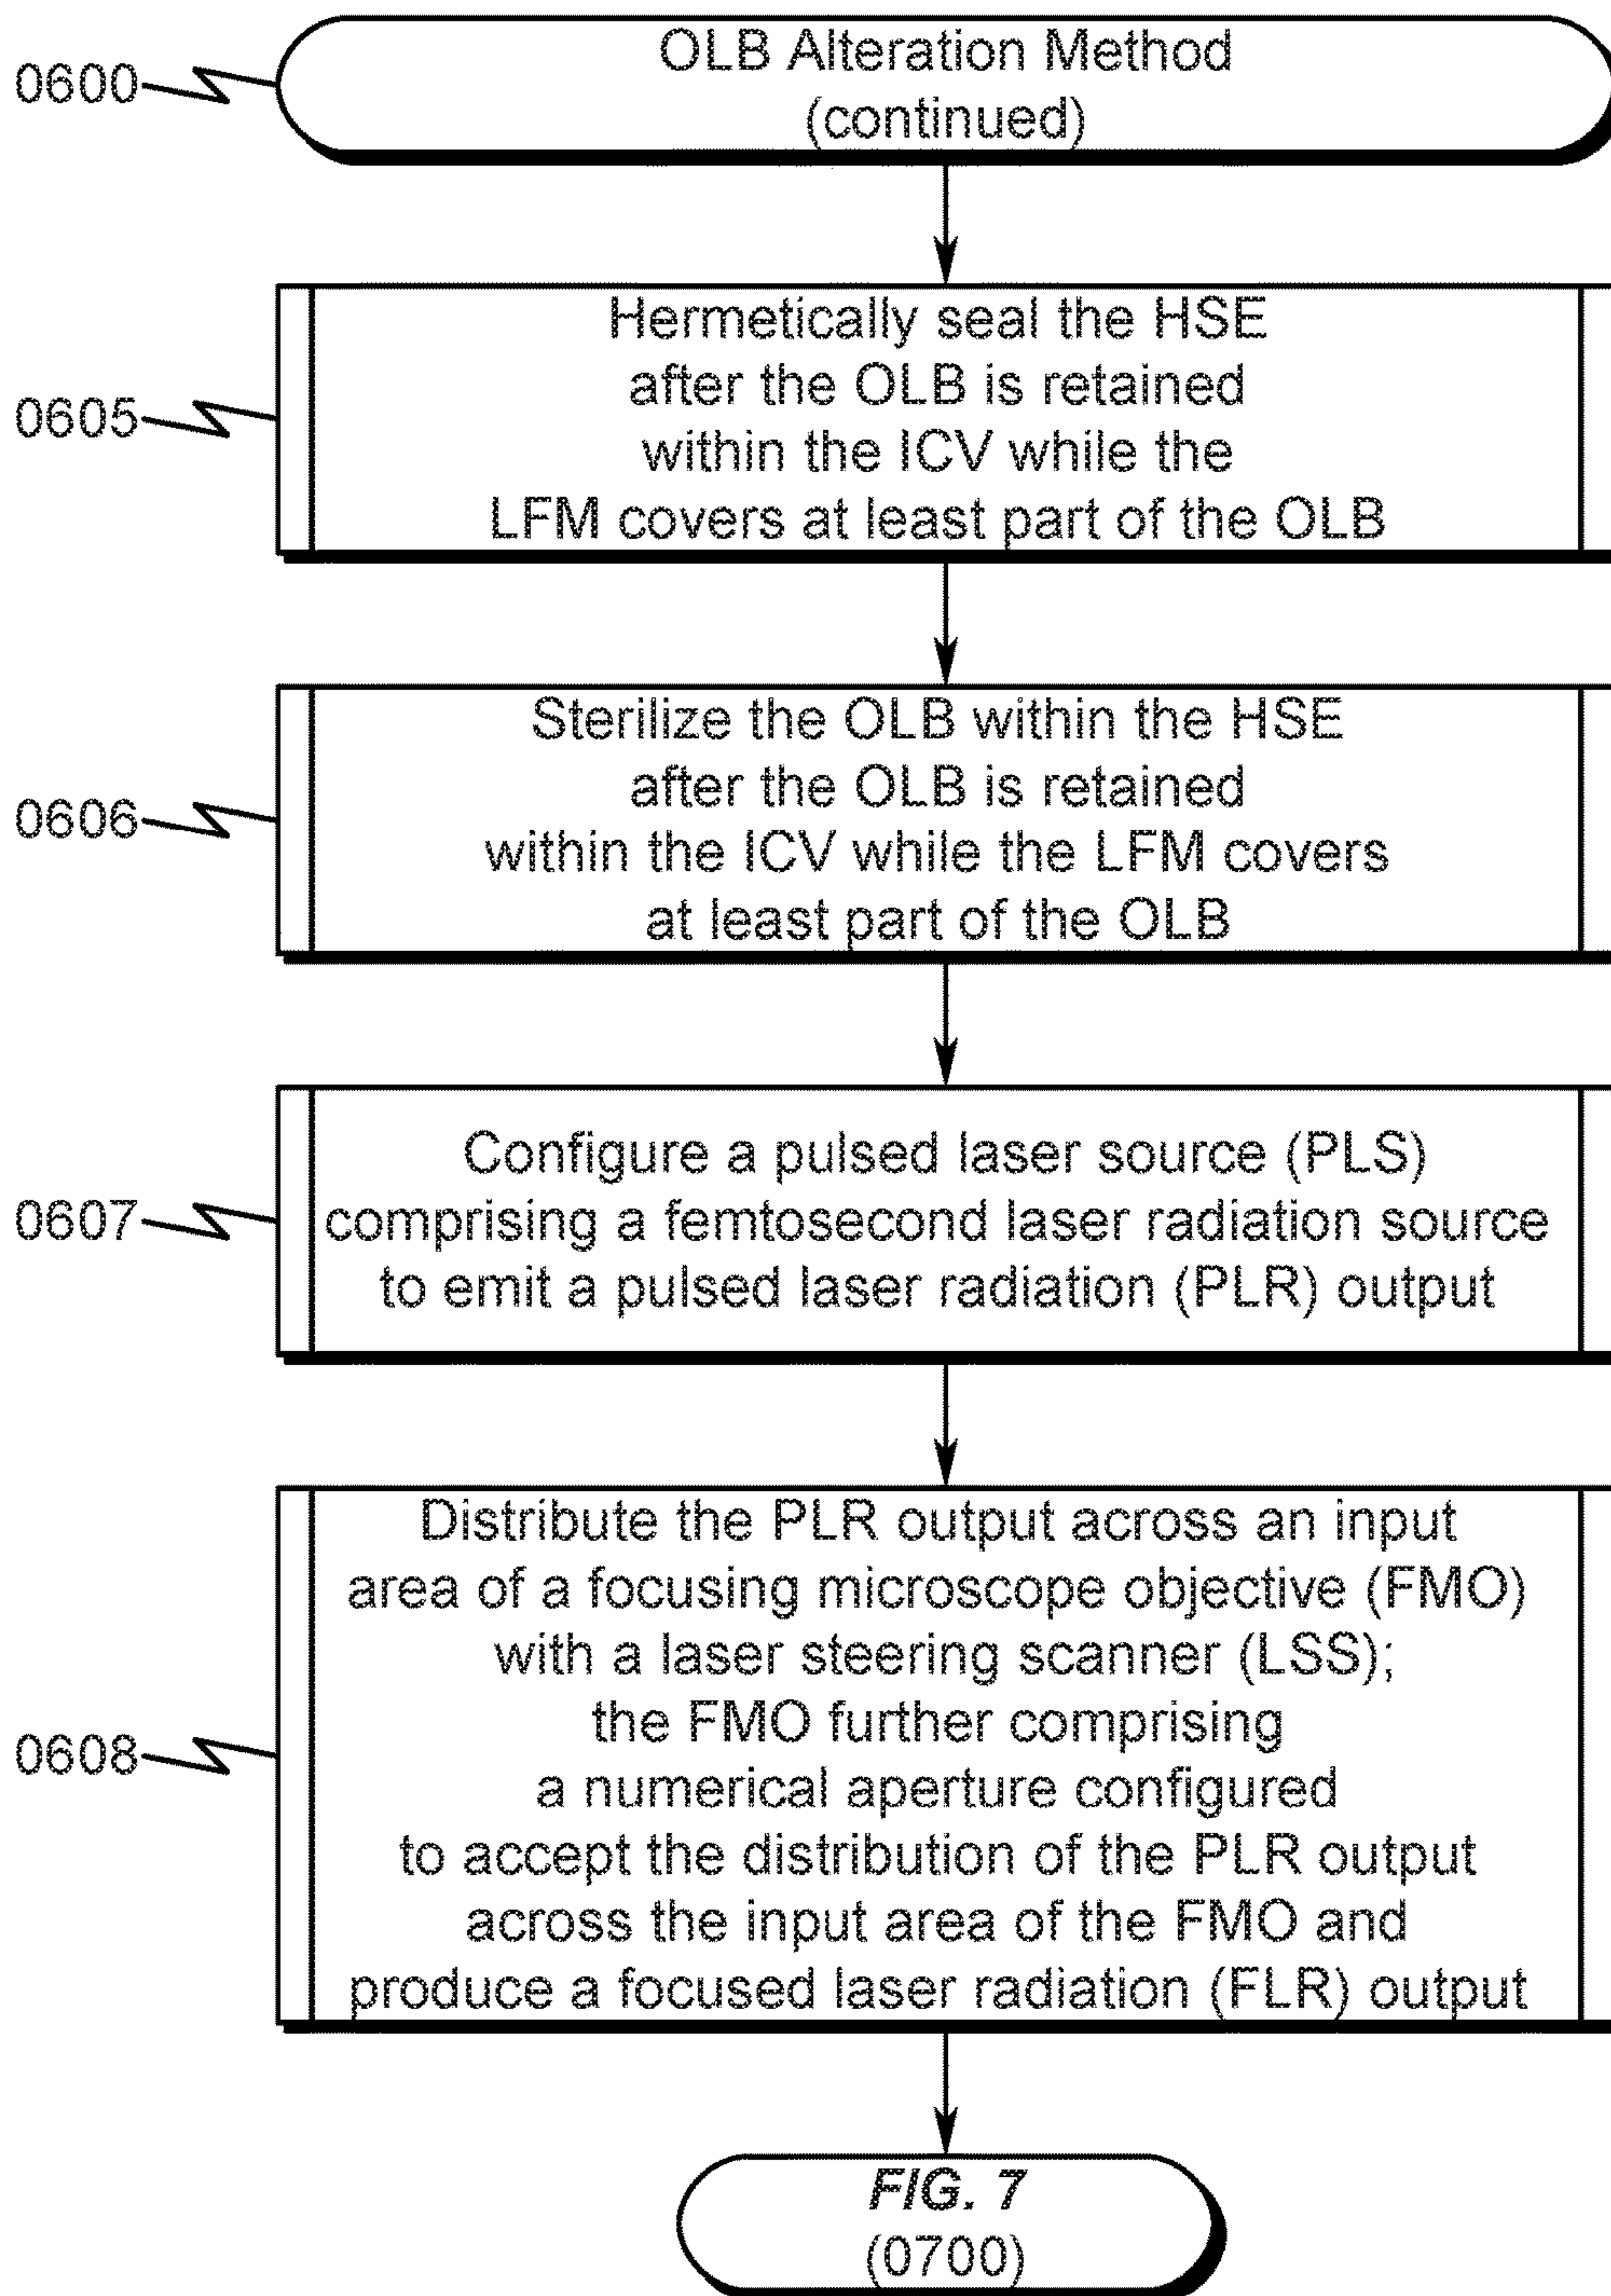 0600
OLB Alteration Method
(continued)
0605
Hermetically seal the HSE
after the OLB is retained
within the ICV while the
LFM covers at least part of the OLB
0606
Sterilize the OLB within the HSE
after the OLB is retained
within the ICV while the LFM covers
at least part of the OLB
0607
Configure a pulsed laser source (PLS)
comprising a femtosecond laser radiation source
to emit a pulsed laser radiation (PLR) output
0608
Distribute the PLR output across an input
area of a focusing microscope objective (FMO)
with a laser steering scanner (LSS);
the FMO further comprising
a numerical aperture configured
to accept the distribution of the PLR output
across the input area of the FMO and
produce a focused laser radiation (FLR) output
FIG. 7
(0700)